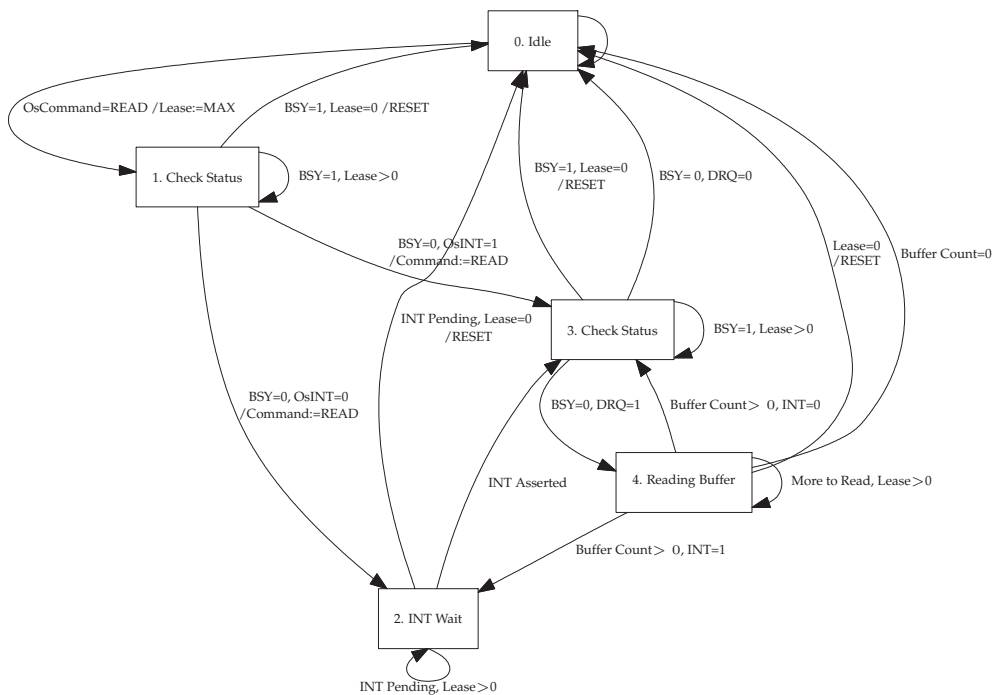 0. Idle
OsCommand=READ /Lease:=MAX
BSY=1, Lease=0 /RESET
1. Check Status
BSY=1, Lease>0
BSY=1, Lease=0
/RESET
BSY= 0, DRQ=0
BSY=0, OsINT=1
/Command:=READ
Lease=0
/RESET
Buffer Count=0
INT Pending, Lease=0
/RESET
3. Check Status
BSY=1, Lease>0
BSY=0, OsINT=0
/Command:=READ
BSY=0, DRQ=1
Buffer Count> 0, INT=0
INT Asserted
4. Reading Buffer
More to Read, Lease>0
Buffer Count> 0, INT=1
2. INT Wait
INT Pending, Lease>0